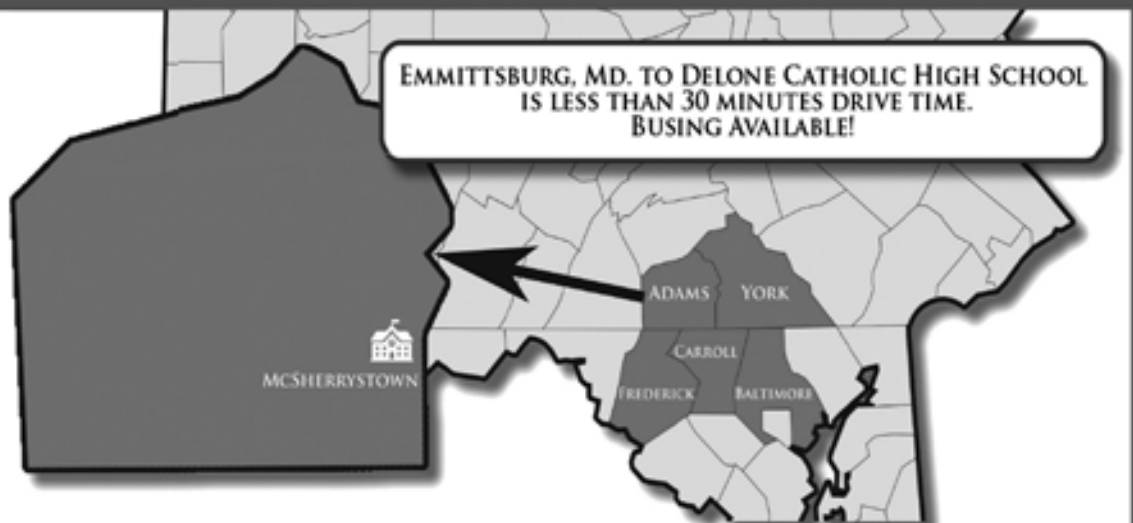 Emmittsburg, Md. to Delone Catholic High School
is less than 30 minutes drive time.
Busing Available!
Adams
York
Carroll
McSherrystown
Frederick
Baltimore